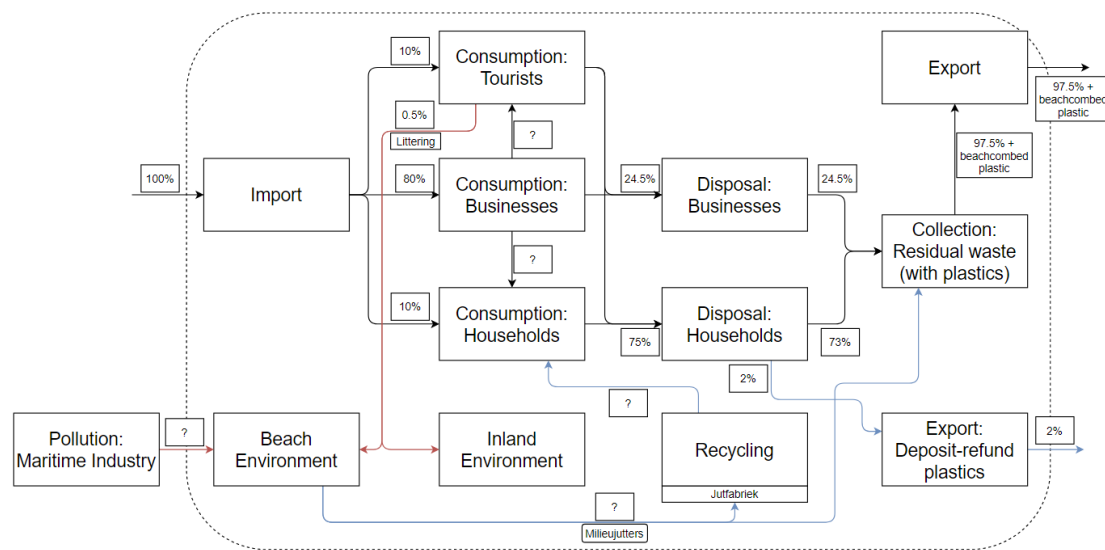 10%
Consumption:
Tourists
Export
97.5% +
beachcombed
plastic
0.5%
Littering
?
97.5% +
beachcombed
plastic
100%
Import
80%
Consumption:
Businesses
24.5%
Disposal:
Businesses
24.5%
Collection:
Residual waste
(with plastics)
?
10%
Consumption:
Households
75%
Disposal:
Households
73%
2%
?
Pollution:
Maritime Industry
?
Beach
Environment
Inland
Environment
Recycling
Jutfabriek
Export:
Deposit-refund
plastics
2%
?
Milieujutters